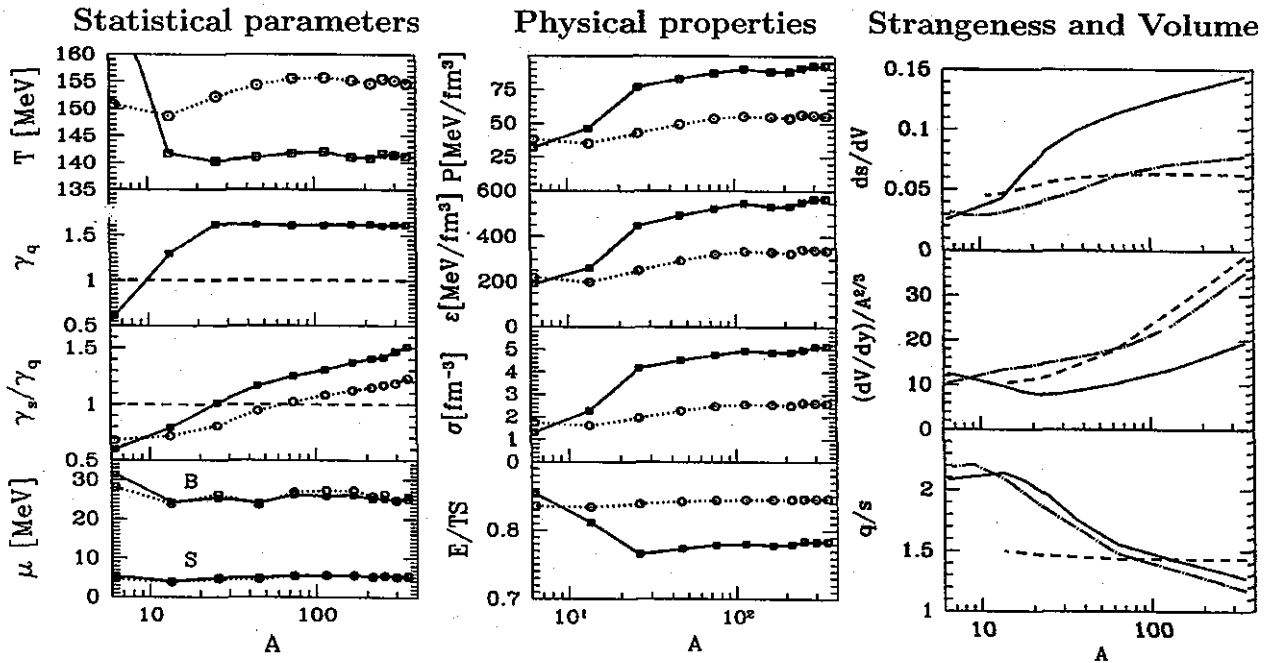 Statistical parameters
160
155
150
145
140
135
T [MeV]
1.5
1
0.5
γq
1.5
1
0.5
γs/γq
30
20
10
0
μ [MeV]
B
S
10
100
A
Physical properties
75
50
25
P[MeV/fm³]
600
400
200
0
ε[MeV/fm³]
5
4
3
2
1
0
σ[fm⁻³]
0.8
0.7
E/TS
10¹
10²
A
Strangeness and Volume
0.15
0.1
0.05
0
ds/dV
30
20
10
0
(dV/dy)/A²ᐟ³
2
1.5
1
q/s
10
100
A